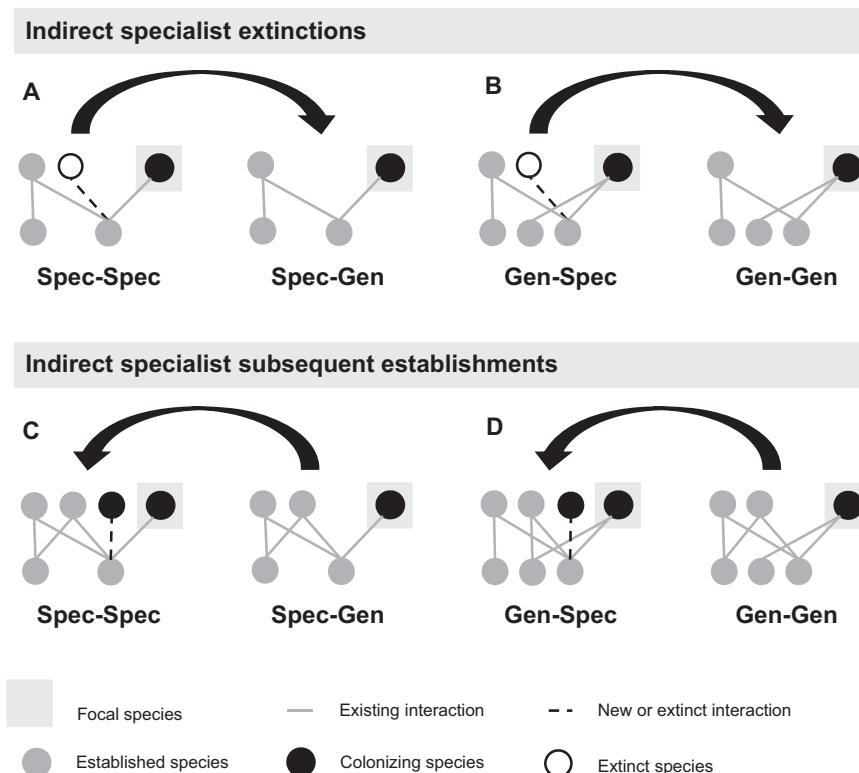 Indirect specialist extinctions
A
B
Spec-Spec
Spec-Gen
Gen-Spec
Gen-Gen
Indirect specialist subsequent establishments
C
D
Spec-Spec
Spec-Gen
Gen-Spec
Gen-Gen
Focal species
Existing interaction
New or extinct interaction
Established species
Colonizing species
Extinct species